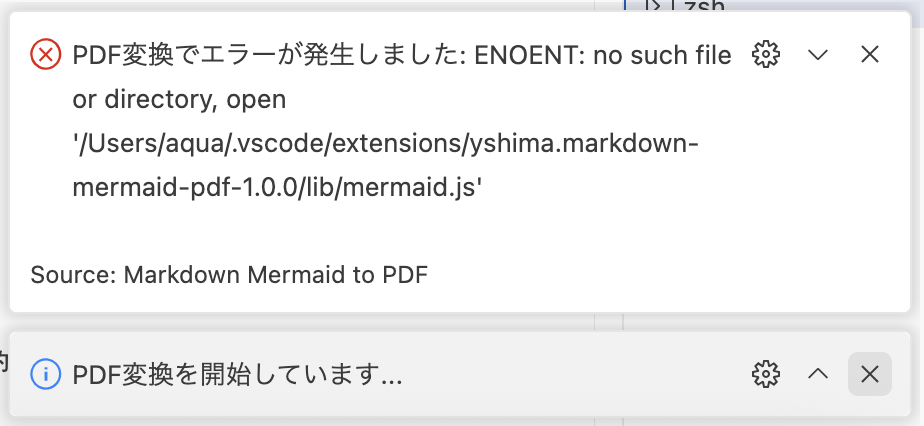 zsh
PDF変換でエラーが発生しました: ENOENT: no such file
or directory, open
'/Users/aqua/.vscode/extensions/yshima.markdown-
mermaid-pdf-1.0.0/lib/mermaid.js'
Source: Markdown Mermaid to PDF
的
PDF変換を開始しています...